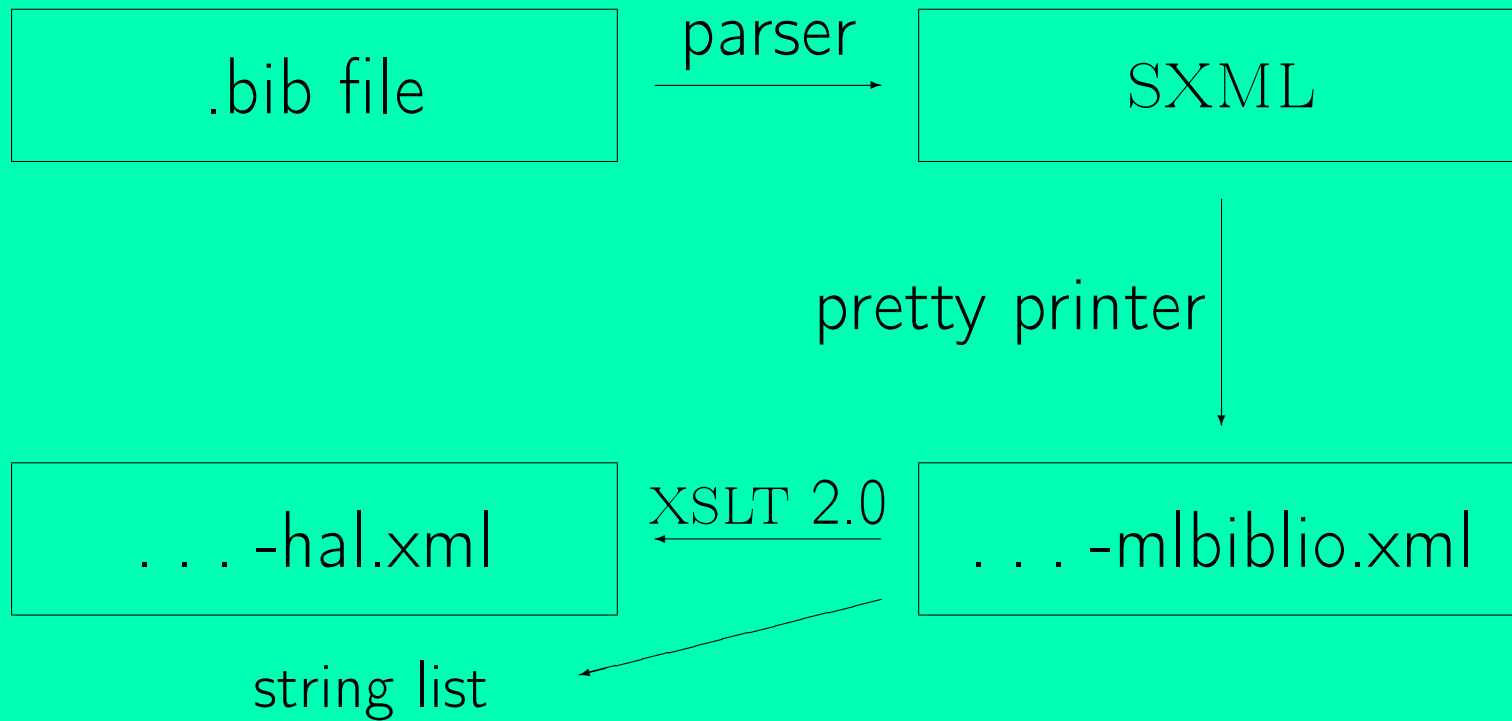 parser
.bib file
SXML
pretty printer
. . . -hal.xml
XSLT 2.0
. . . -mlbiblio.xml
string list